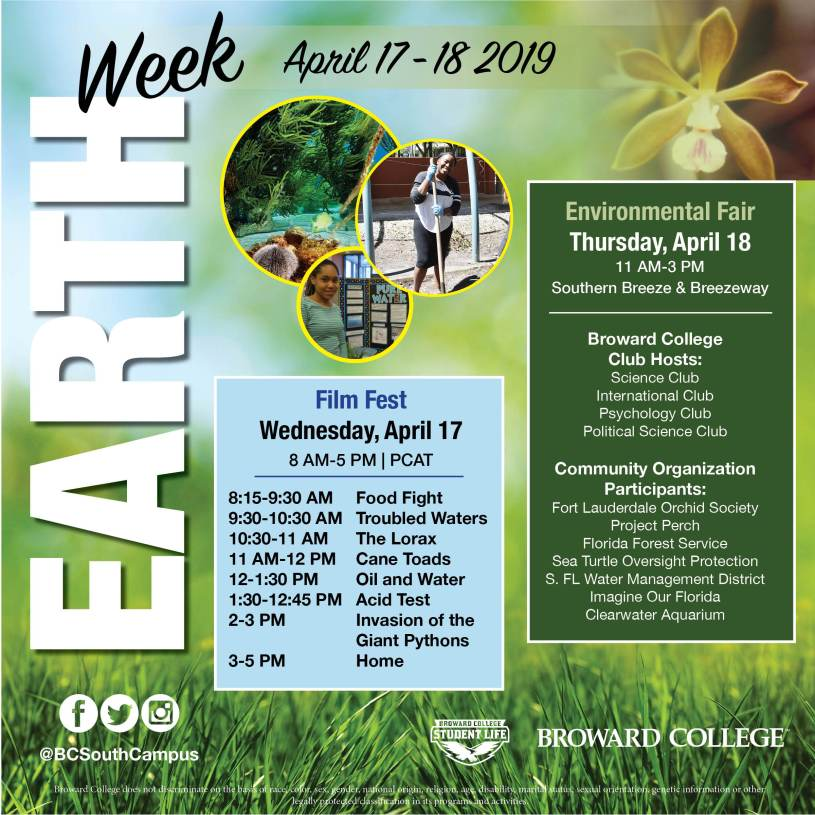 Week
April 17 - 18 2019
EARTH
PURE
WATER
Environmental Fair
Thursday, April 18
11 AM-3 PM
Southern Breeze & Breezeway
Broward College
Club Hosts:
Science Club
International Club
Psychology Club
Political Science Club
Community Organization
Participants:
Fort Lauderdale Orchid Society
Project Perch
Florida Forest Service
Sea Turtle Oversight Protection
S. FL Water Management District
Imagine Our Florida
Clearwater Aquarium
Film Fest
Wednesday, April 17
8 AM-5 PM | PCAT
8:15-9:30 AM Food Fight
9:30-10:30 AM Troubled Waters
10:30-11 AM The Lorax
11 AM-12 PM Cane Toads
12-1:30 PM Oil and Water
1:30-12:45 PM Acid Test
2-3 PM Invasion of the
Giant Pythons
3-5 PM Home
@BCSouthCampus
BROWARD COLLEGE
STUDENT LIFE
BROWARD COLLEGE
Broward College does not discriminate on the basis of race, color, sex, gender, national origin, religion, age, disability, marital status, sexual orientation, genetic information or other
legally protected classification in its programs and activities.